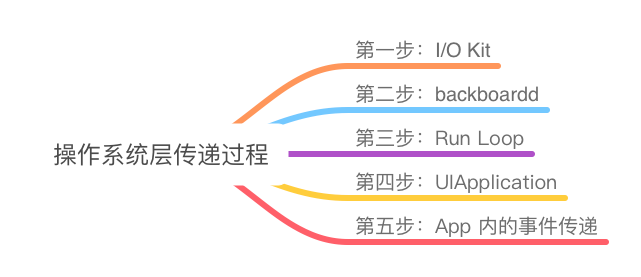 操作系统层传递过程
第一步：I/O Kit
第二步：backboardd
第三步：Run Loop
第四步：UIApplication
第五步：App 内的事件传递